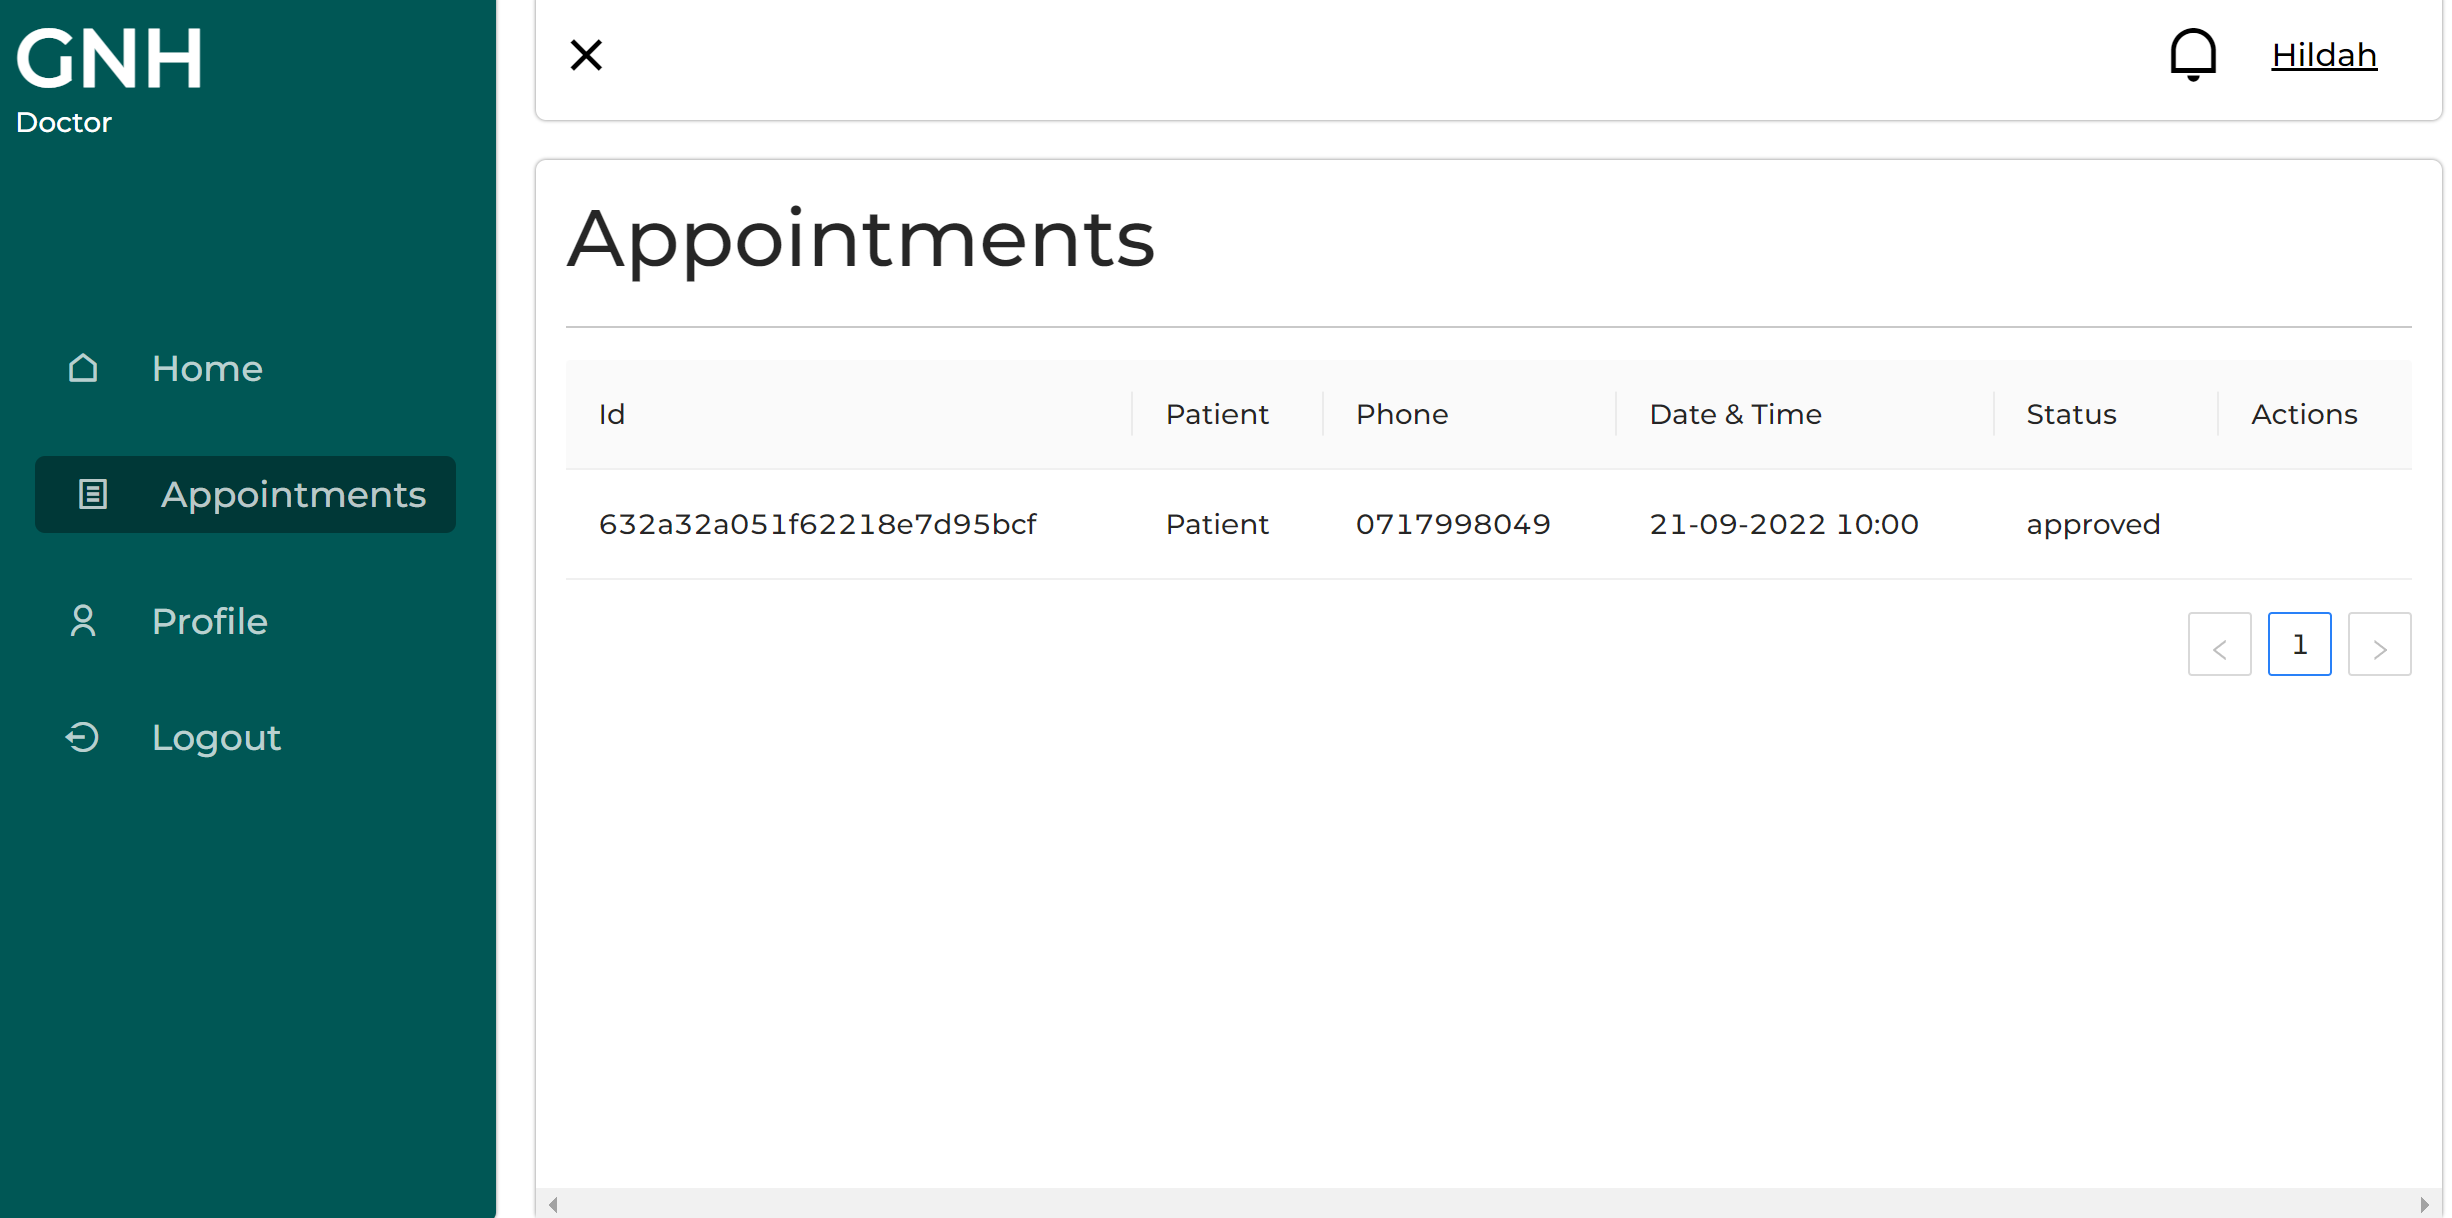 GNH
Doctor
Home
Appointments
Profile
Logout
Hildah
Appointments
Id Patient Phone Date & Time Status Actions
632a32a051f62218e7d95bcf Patient 0717998049 21-09-2022 10:00 approved
< 1 >